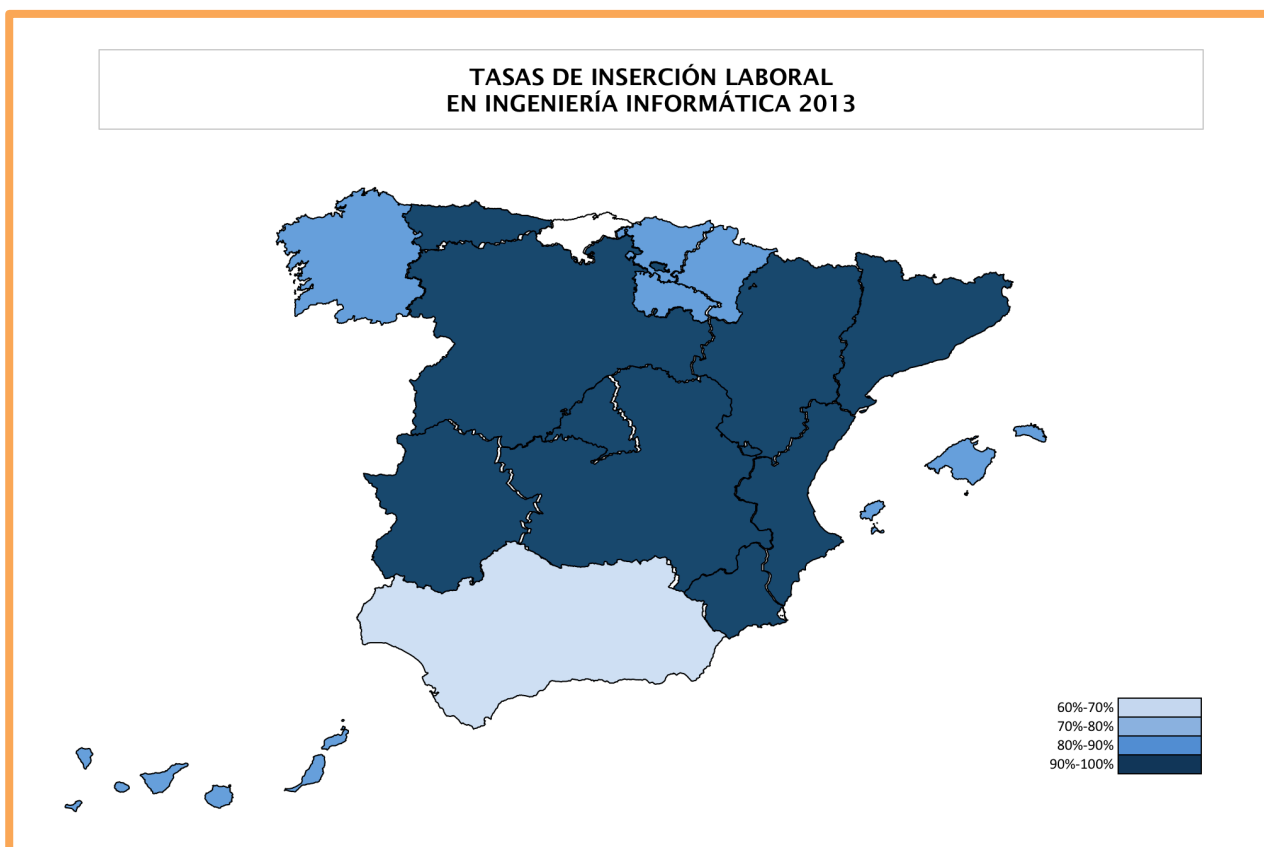 TASAS DE INSERCIÓN LABORAL
EN INGENIERÍA INFORMÁTICA 2013
60%-70%
70%-80%
80%-90%
90%-100%